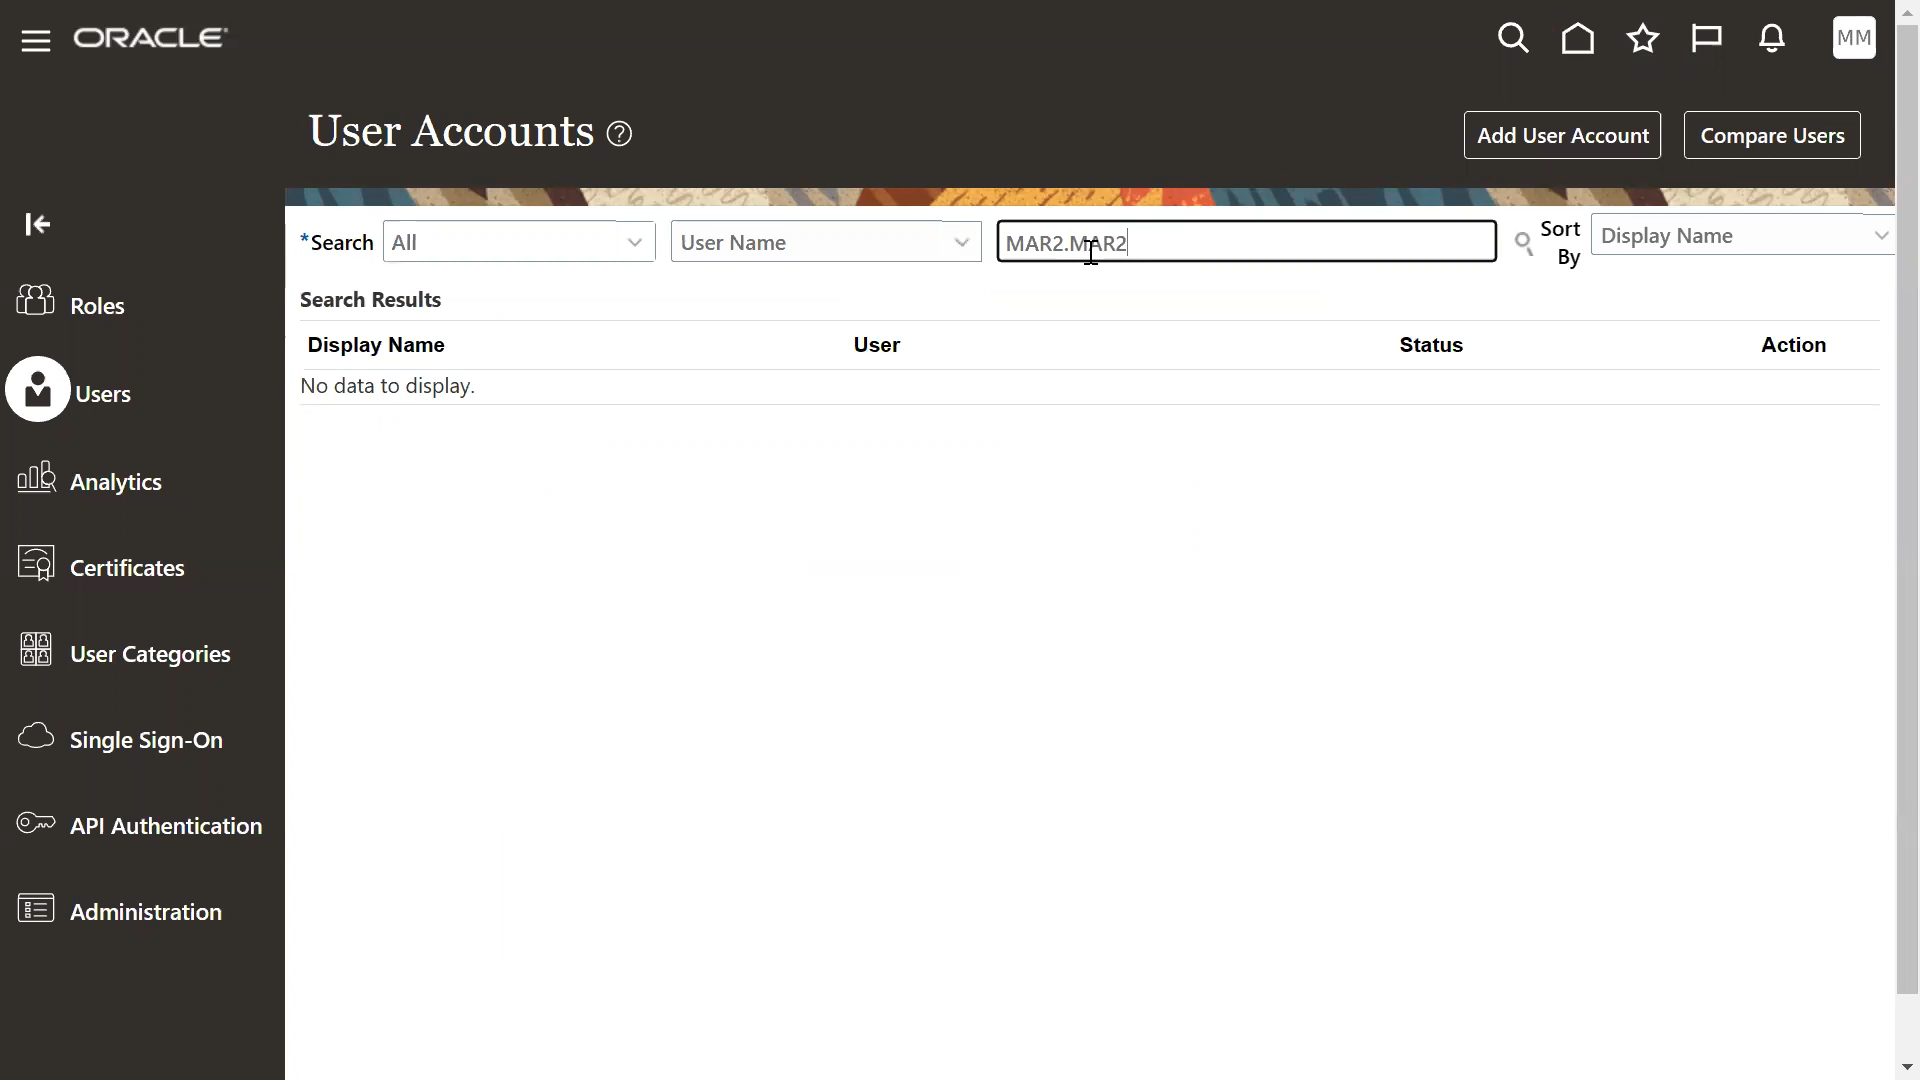 ORACLE
MM
User Accounts
Add User Account
Compare Users
*Search
All
User Name
MAR2.MAR2
Sort
By
Display Name
Search Results
Display Name
User
Status
Action
No data to display.
Roles
Users
Analytics
Certificates
User Categories
Single Sign-On
API Authentication
Administration